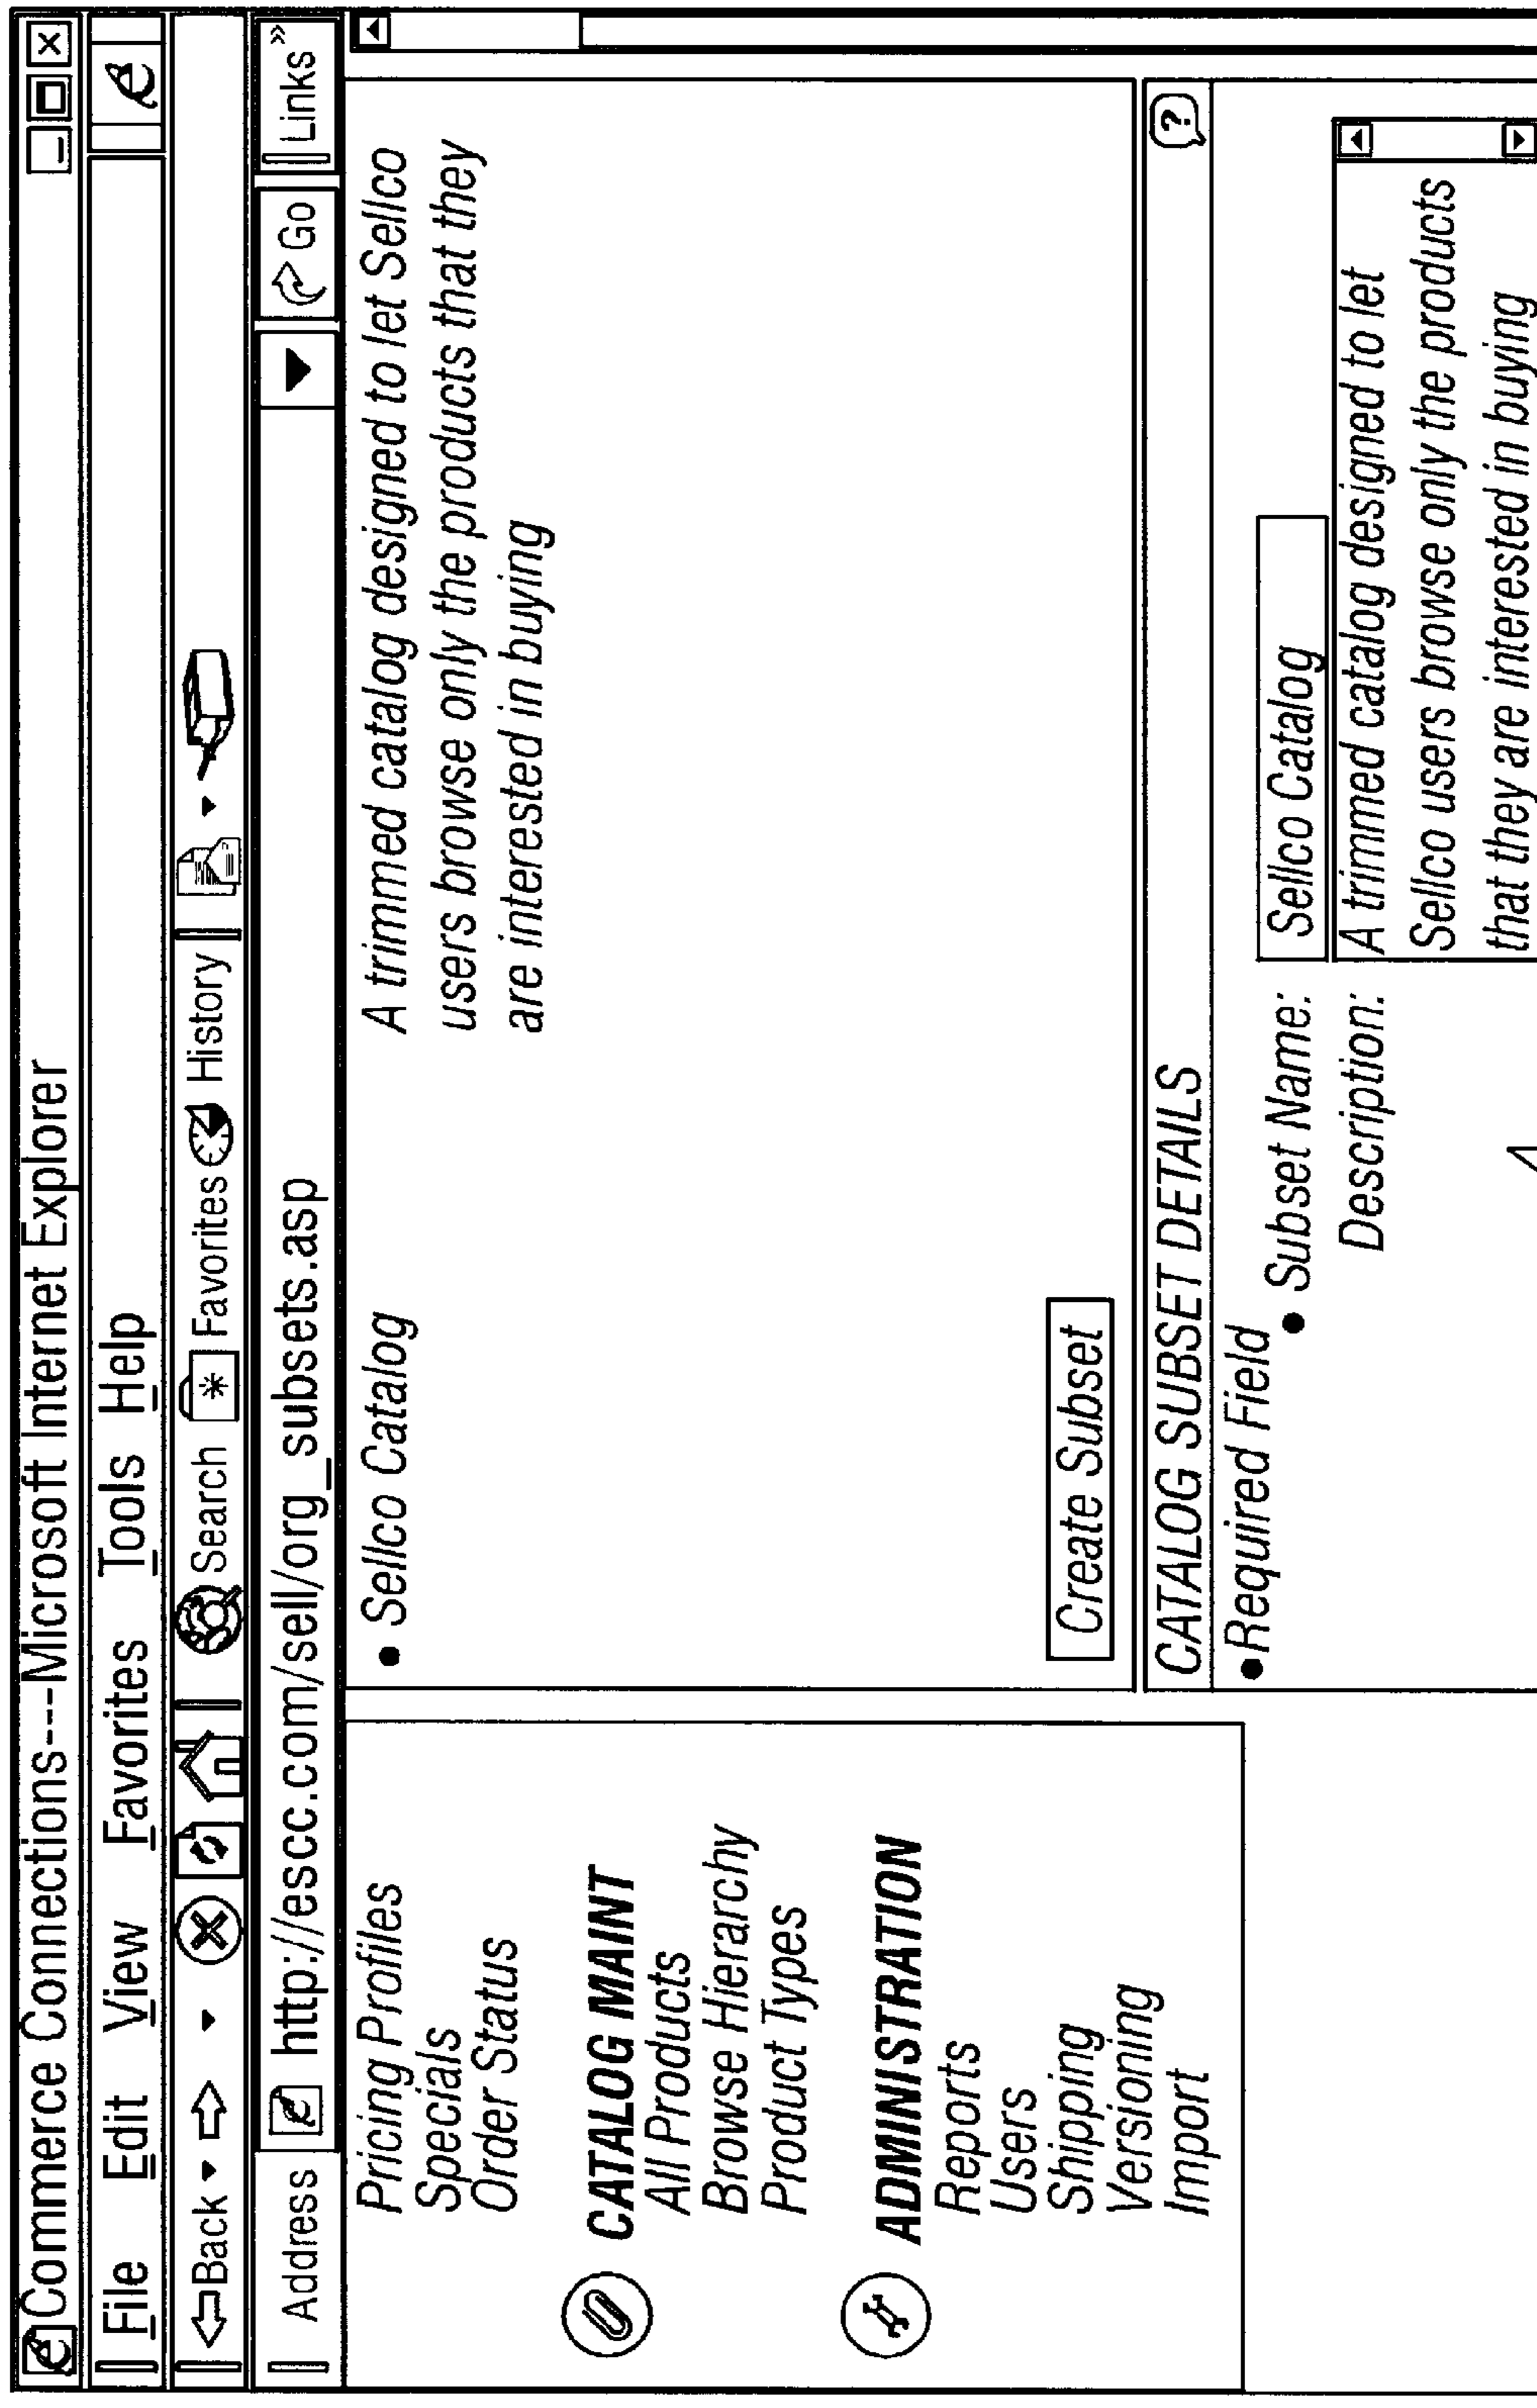 Commerce Connections---Microsoft Internet Explorer
File Edit View Favorites Tools Help
Back Search Favorites History
Address http://escc.com/sell/org_subsets.asp Go Links »
Pricing Profiles
Specials
Order Status
CATALOG MAINT
All Products
Browse Hierarchy
Product Types
ADMINISTRATION
Reports
Users
Shipping
Versioning
Import
• Sellco Catalog
A trimmed catalog designed to let Sellco
users browse only the products that they
are interested in buying
Create Subset
CATALOG SUBSET DETAILS ?
•Required Field
• Subset Name: Sellco Catalog
Description: A trimmed catalog designed to let
Sellco users browse only the products
that they are interested in buying